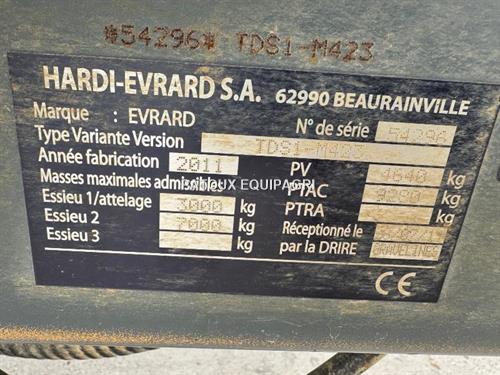 *54296* TDS1-M423
HARDI-EVRARD S.A. 62990 BEAURAINVILLE
Marque : EVRARD N° de série 54296
Type Variante Version TDS1-M423
Année fabrication 2011 PV 4640 kg
Masses maximales admissibles PTAC 9290 kg
Essieu 1/attelage 3000 kg PTRA kg
Essieu 2 7000 kg Réceptionné le
Essieu 3 kg par la DRIRE GRAVELINES
CE
EQUIPAGRI